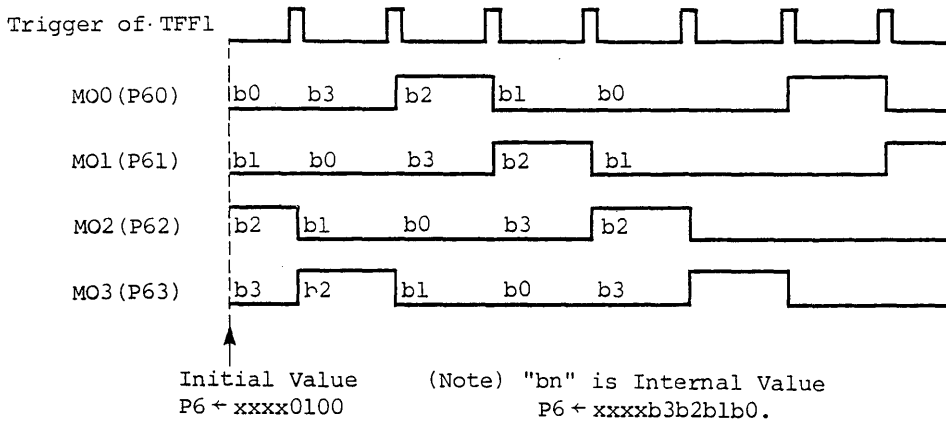 Trigger of TFF1
MO0(P60) b0 b3 b2 b1 b0
MO1(P61) b1 b0 b3 b2 b1
MO2(P62) b2 b1 b0 b3 b2
MO3(P63) b3 b2 b1 b0 b3
Initial Value
P6 ← xxxx0100
(Note) "bn" is Internal Value
P6 ← xxxxb3b2b1b0.